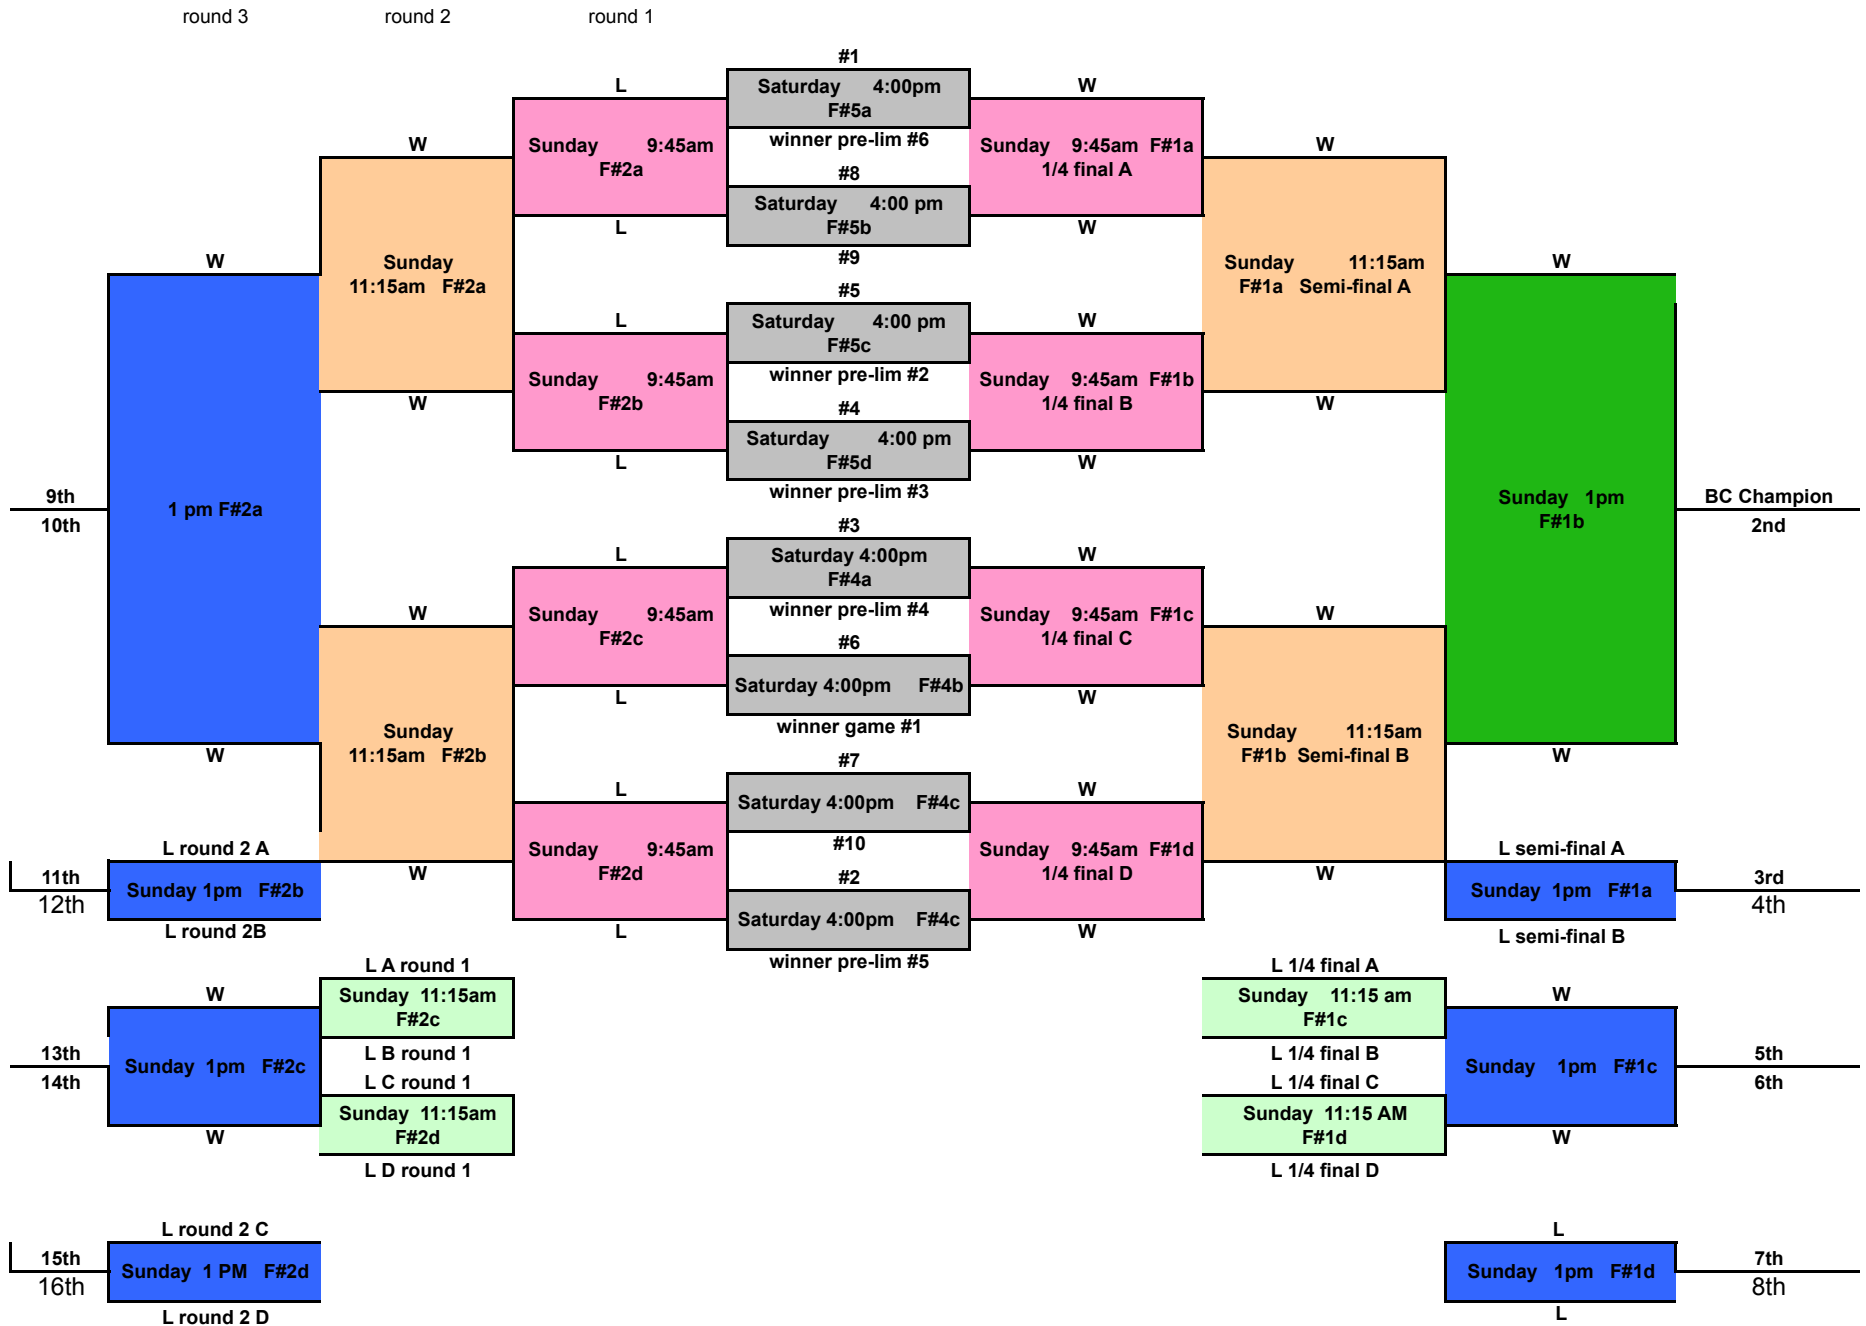 round 3 round 2 round 1
#1
L Saturday 4:00pm W
F#5a
W winner pre-lim #6 W
Sunday 9:45am Sunday 9:45am F#1a
F#2a 1/4 final A
#8
Saturday 4:00 pm
L F#5b W
W #9 W
Sunday Sunday 11:15am
11:15am F#2a F#1a Semi-final A
#5
L Saturday 4:00 pm W
F#5c
Sunday 9:45am winner pre-lim #2 Sunday 9:45am F#1b
F#2b 1/4 final B
W #4 W
Saturday 4:00 pm
L F#5d W
winner pre-lim #3
9th 1 pm F#2a Sunday 1pm BC Champion
10th F#1b 2nd
#3
L Saturday 4:00pm W
F#4a
W winner pre-lim #4 W
Sunday 9:45am Sunday 9:45am F#1c
F#2c 1/4 final C
#6
Saturday 4:00pm F#4b
L W
winner game #1
Sunday Sunday 11:15am
11:15am F#2b F#1b Semi-final B
W #7 W
L W
Saturday 4:00pm F#4c
L round 2 A #10 L semi-final A
Sunday 9:45am Sunday 9:45am F#1d
F#2d 1/4 final D
11th W #2 W 3rd
Sunday 1pm F#2b Sunday 1pm F#1a
12th 4th
Saturday 4:00pm F#4c
L round 2B L W L semi-final B
winner pre-lim #5
L A round 1 L 1/4 final A
W Sunday 11:15am Sunday 11:15 am W
F#2c F#1c
13th L B round 1 L 1/4 final B 5th
Sunday 1pm F#2c Sunday 1pm F#1c
14th L C round 1 L 1/4 final C 6th
Sunday 11:15am Sunday 11:15 AM
W F#2d F#1d W
L D round 1 L 1/4 final D
L round 2 C L
15th 7th
Sunday 1 PM F#2d Sunday 1pm F#1d
16th 8th
L round 2 D L